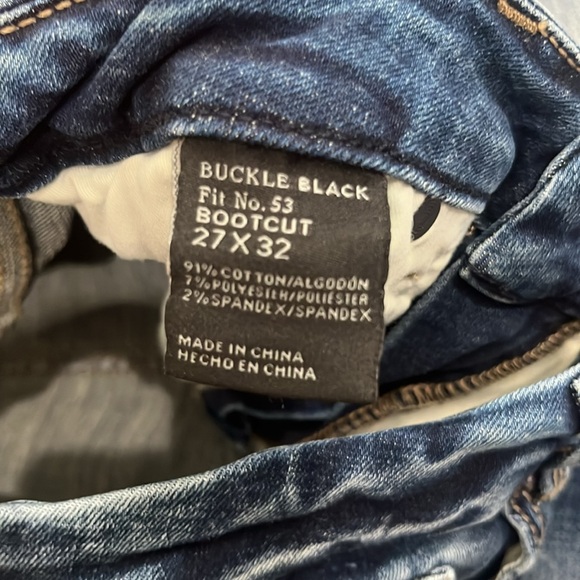 BUCKLE BLACK
Fit No. 53
BOOTCUT
27 X 32
91% COTTON/ALGODÓN
7% POLYESTER/POLIÉSTER
2% SPANDEX/SPANDEX
MADE IN CHINA
HECHO EN CHINA